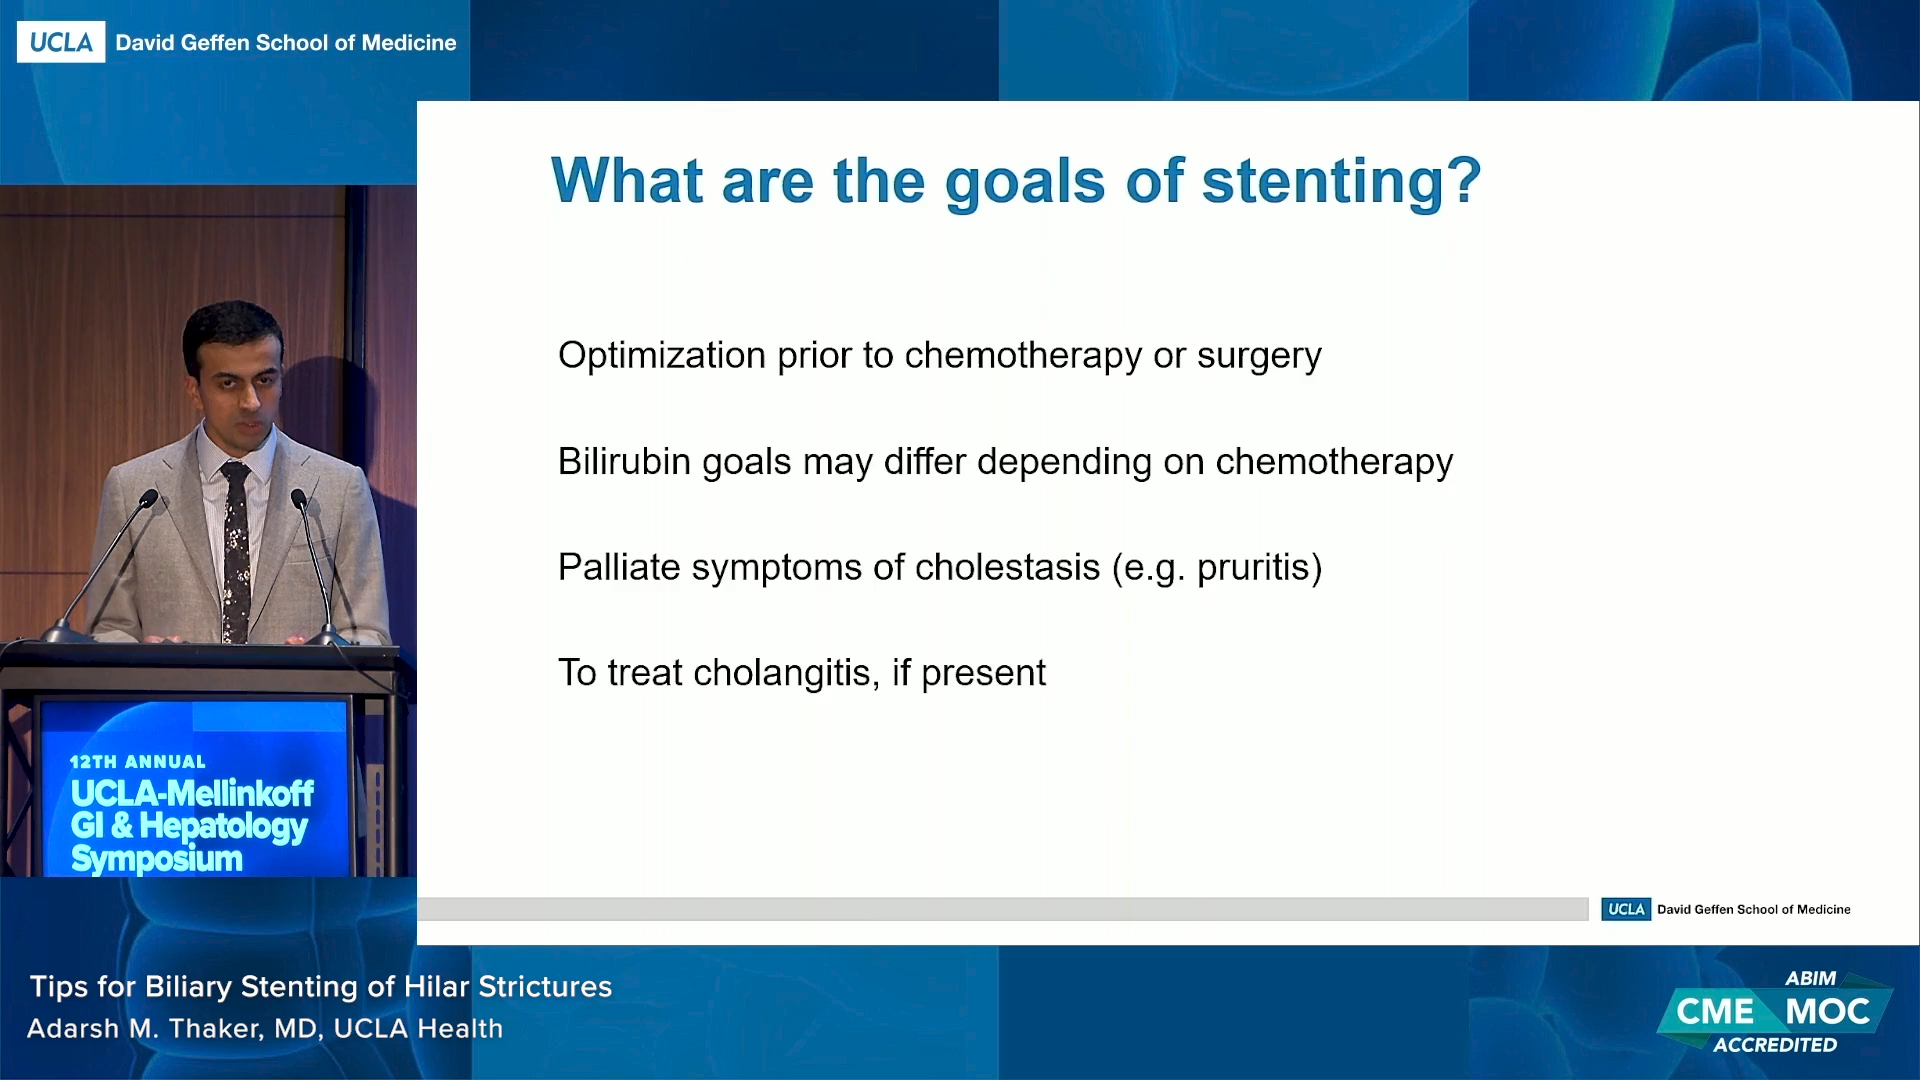 UCLA David Geffen School of Medicine
What are the goals of stenting?
Optimization prior to chemotherapy or surgery
Bilirubin goals may differ depending on chemotherapy
Palliate symptoms of cholestasis (e.g. pruritis)
To treat cholangitis, if present
12TH ANNUAL
UCLA-Mellinkoff
GI & Hepatology
Symposium
UCLA David Geffen School of Medicine
Tips for Biliary Stenting of Hilar Strictures
Adarsh M. Thaker, MD, UCLA Health
ABIM
CME MOC
ACCREDITED